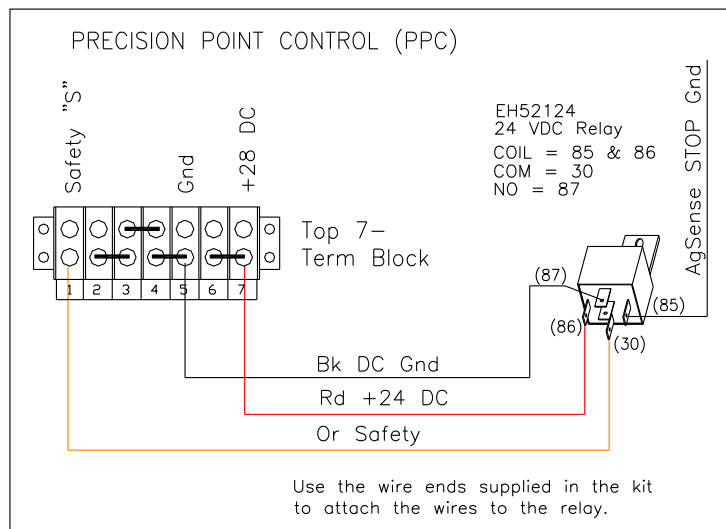 PRECISION POINT CONTROL (PPC)
Safety "S"
Gnd
+28 DC
EH52124
24 VDC Relay
COIL = 85 & 86
COM = 30
NO = 87
AgSense STOP Gnd
Top 7-
Term Block
1 2 3 4 5 6 7
(87)
(85)
(86)
(30)
Bk DC Gnd
Rd +24 DC
Or Safety
Use the wire ends supplied in the kit
to attach the wires to the relay.